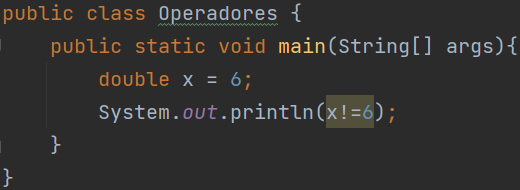 public class Operadores {
    public static void main(String[] args){
        double x = 6;
        System.out.println(x!=6);
    }
}